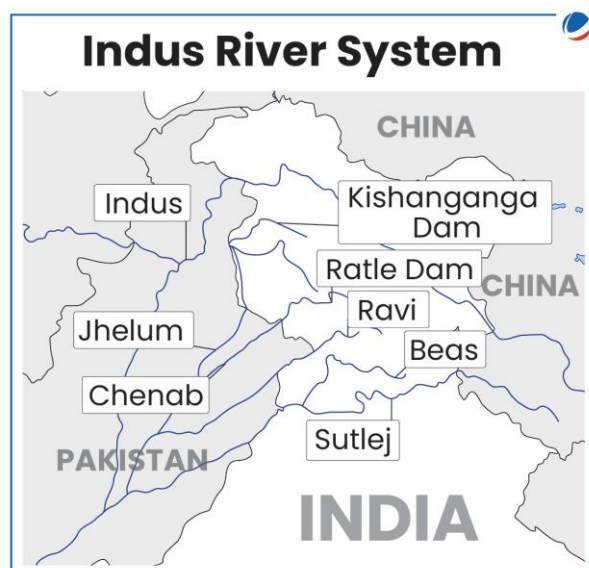 Indus River System
CHINA
Indus
Kishanganga
Dam
Ratle Dam
CHINA
Ravi
Jhelum
Beas
Chenab
Sutlej
PAKISTAN
INDIA